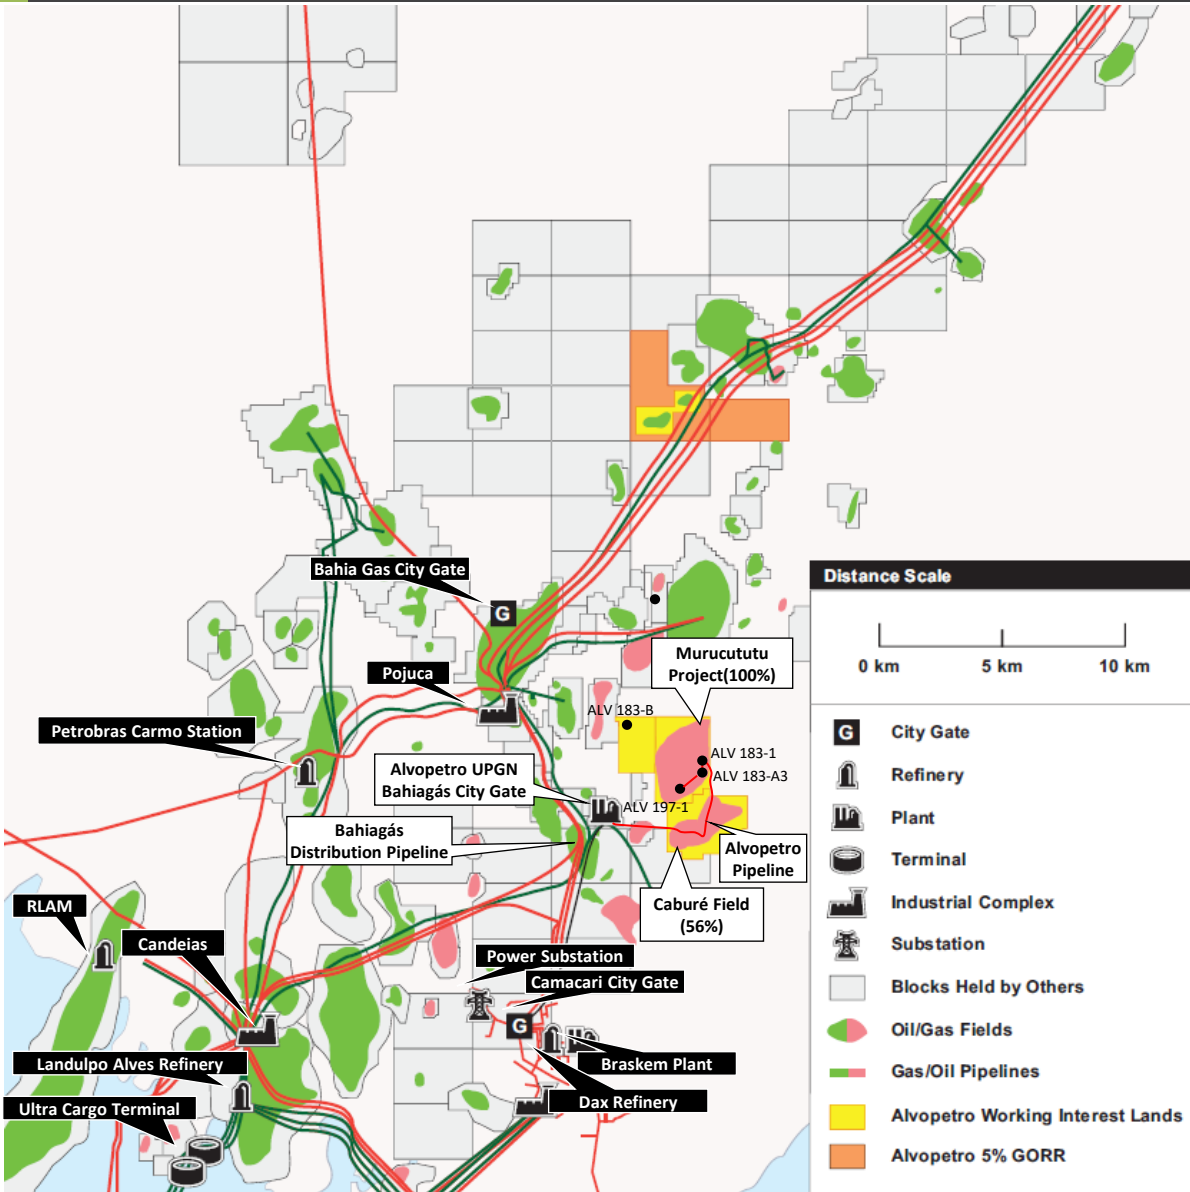 Bahia Gas City Gate
G
Murucututu
Project(100%)
Pojuca
ALV 183-B
Petrobras Carmo Station
ALV 183-1
Alvopetro UPGN
Bahiagás City Gate
ALV 183-A3
ALV 197-1
Bahiagás
Distribution Pipeline
Alvopetro
Pipeline
Caburé Field
(56%)
RLAM
Candeias
Power Substation
Camacari City Gate
G
Landulpo Alves Refinery
Braskem Plant
Ultra Cargo Terminal
Dax Refinery
Distance Scale
0 km 5 km 10 km
G City Gate
Refinery
Plant
Terminal
Industrial Complex
Substation
Blocks Held by Others
Oil/Gas Fields
Gas/Oil Pipelines
Alvopetro Working Interest Lands
Alvopetro 5% GORR